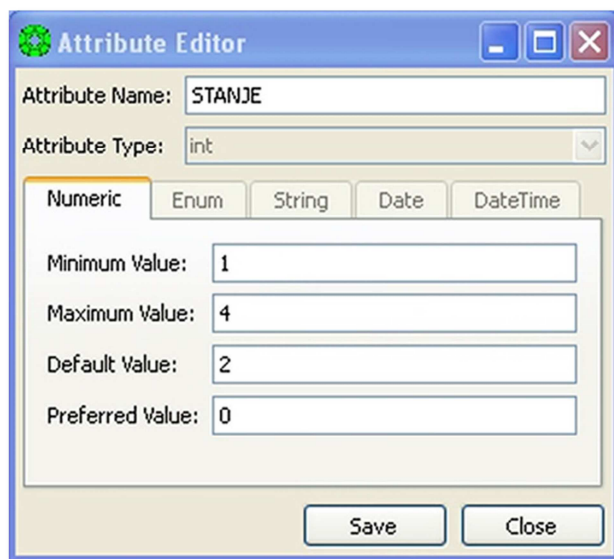 Attribute Editor
Attribute Name: STANJE
Attribute Type: int
Numeric Enum String Date DateTime
Minimum Value: 1
Maximum Value: 4
Default Value: 2
Preferred Value: 0
Save Close